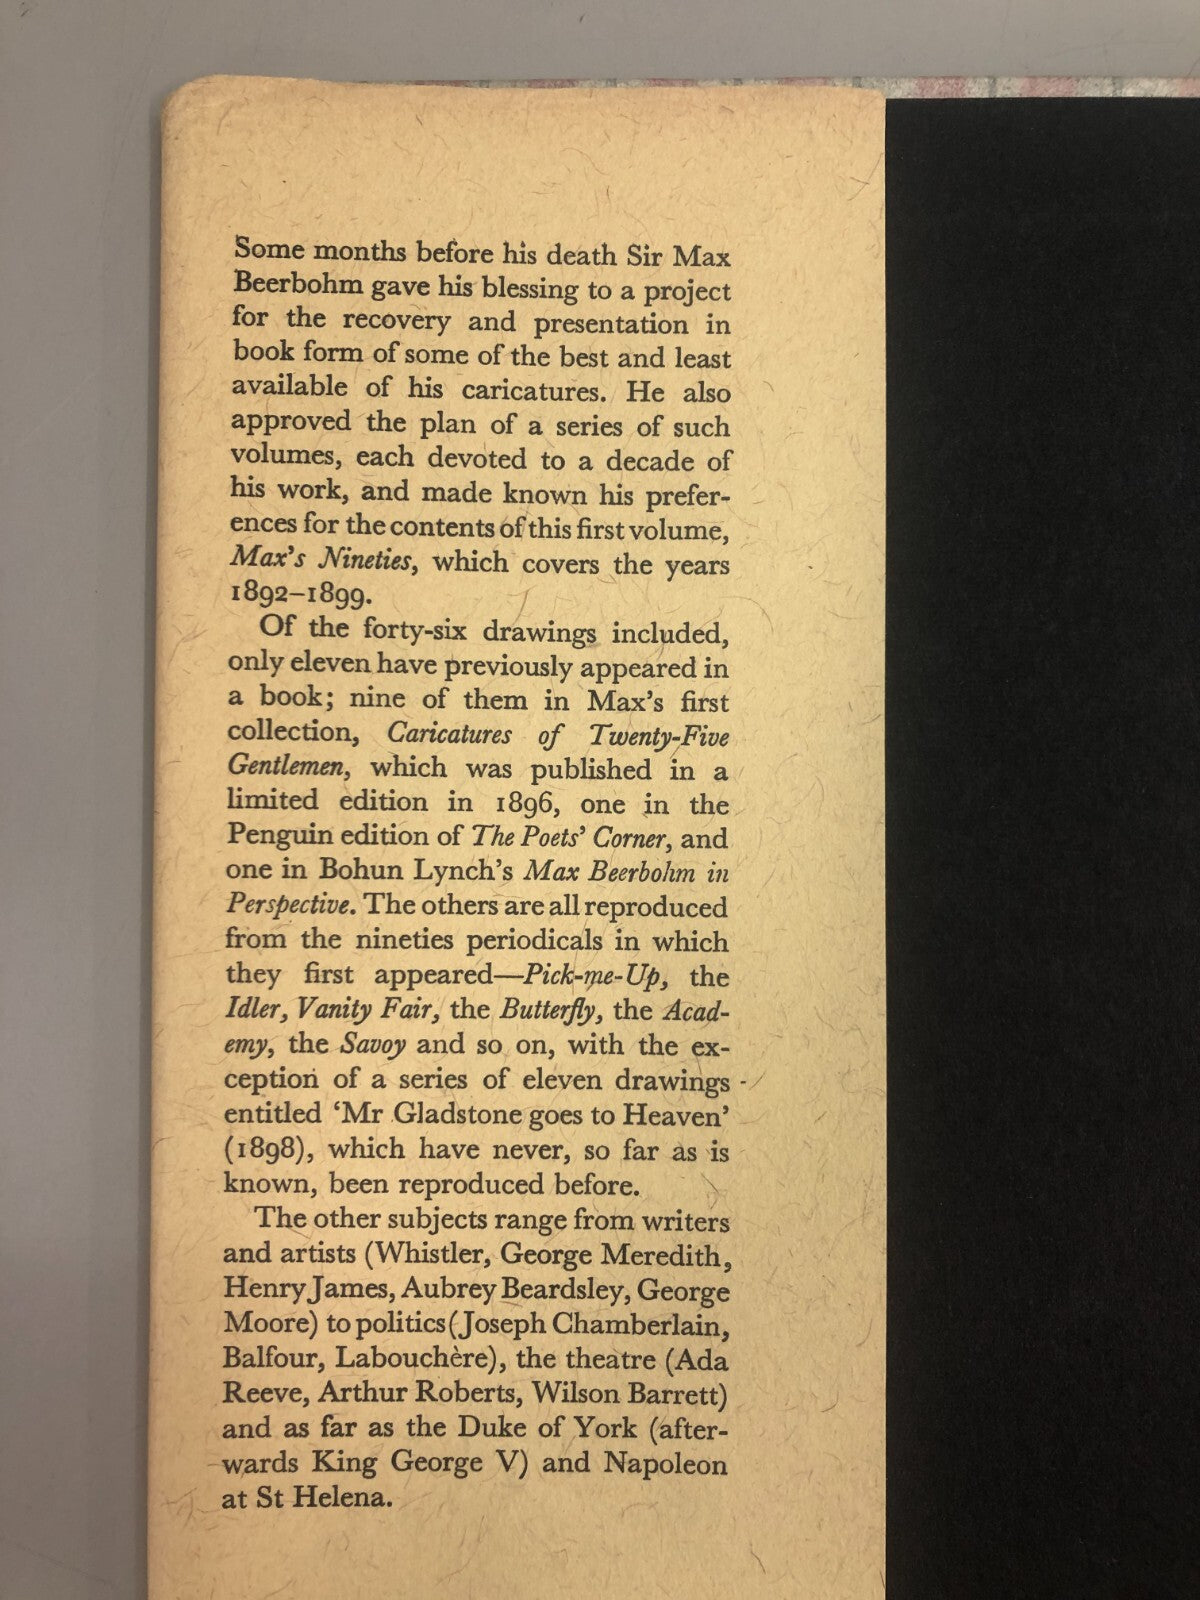 Some months before his death Sir Max
Beerbohm gave his blessing to a project
for the recovery and presentation in
book form of some of the best and least
available of his caricatures. He also
approved the plan of a series of such
volumes, each devoted to a decade of
his work, and made known his prefer-
ences for the contents of this first volume,
Max's Nineties, which covers the years
1892–1899.
Of the forty-six drawings included,
only eleven have previously appeared in
a book; nine of them in Max's first
collection, Caricatures of Twenty-Five
Gentlemen, which was published in a
limited edition in 1896, one in the
Penguin edition of The Poets' Corner, and
one in Bohun Lynch's Max Beerbohm in
Perspective. The others are all reproduced
from the nineties periodicals in which
they first appeared—Pick-me-Up, the
Idler, Vanity Fair, the Butterfly, the Acad-
emy, the Savoy and so on, with the ex-
ception of a series of eleven drawings
entitled ‘Mr Gladstone goes to Heaven’
(1898), which have never, so far as is
known, been reproduced before.
The other subjects range from writers
and artists (Whistler, George Meredith,
Henry James, Aubrey Beardsley, George
Moore) to politics (Joseph Chamberlain,
Balfour, Labouchère), the theatre (Ada
Reeve, Arthur Roberts, Wilson Barrett)
and as far as the Duke of York (after-
wards King George V) and Napoleon
at St Helena.